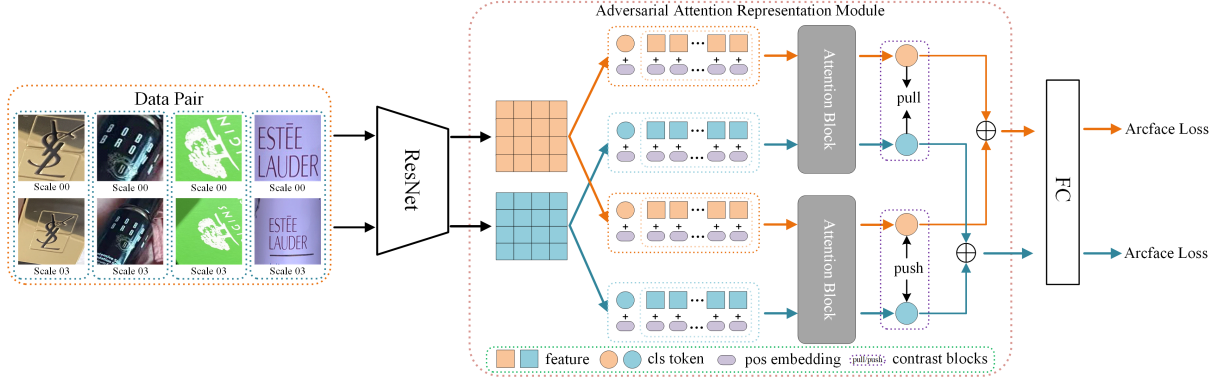 Adversarial Attention Representation Module
Data Pair
ESTĒE
LAUDER
Scale 00
Scale 00
Scale 00
Scale 00
ESTĒE
LAUDER
Scale 03
Scale 03
Scale 03
Scale 03
ResNet
+ + + ... + +
+ + + ... + +
+ + + ... + +
+ + + ... + +
Attention Block
Attention Block
pull
push
FC
Arcface Loss
Arcface Loss
feature
cls token
pos embedding
pull/push
contrast blocks